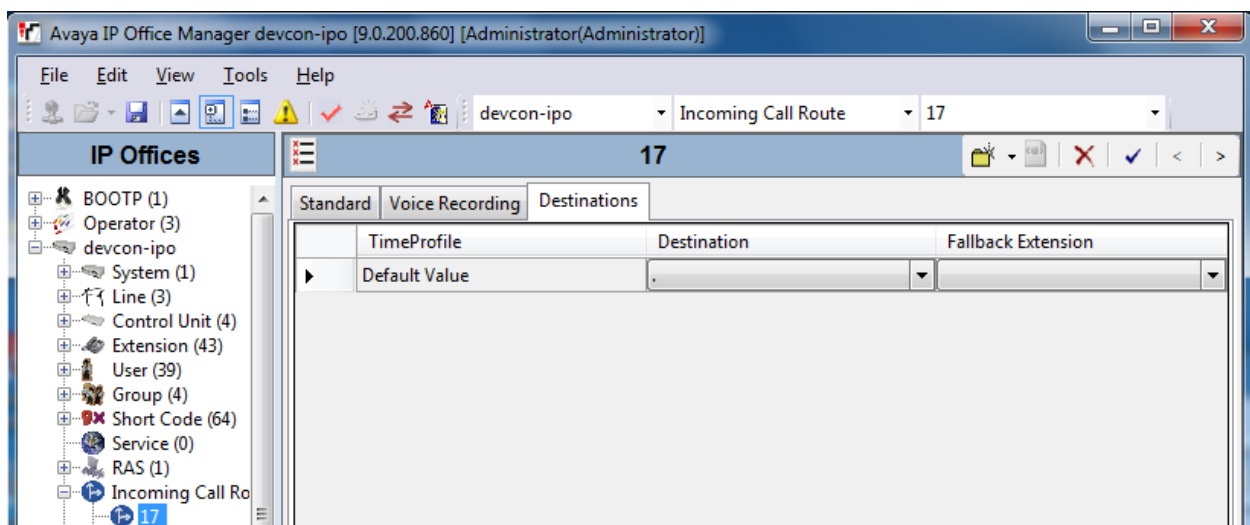 Avaya IP Office Manager devcon-ipo [9.0.200.860] [Administrator(Administrator)]
File Edit View Tools Help
devcon-ipo Incoming Call Route 17
IP Offices
17
BOOTP (1)
Operator (3)
devcon-ipo
System (1)
Line (3)
Control Unit (4)
Extension (43)
User (39)
Group (4)
Short Code (64)
Service (0)
RAS (1)
Incoming Call Ro
17
Standard Voice Recording Destinations
TimeProfile Destination Fallback Extension
Default Value .